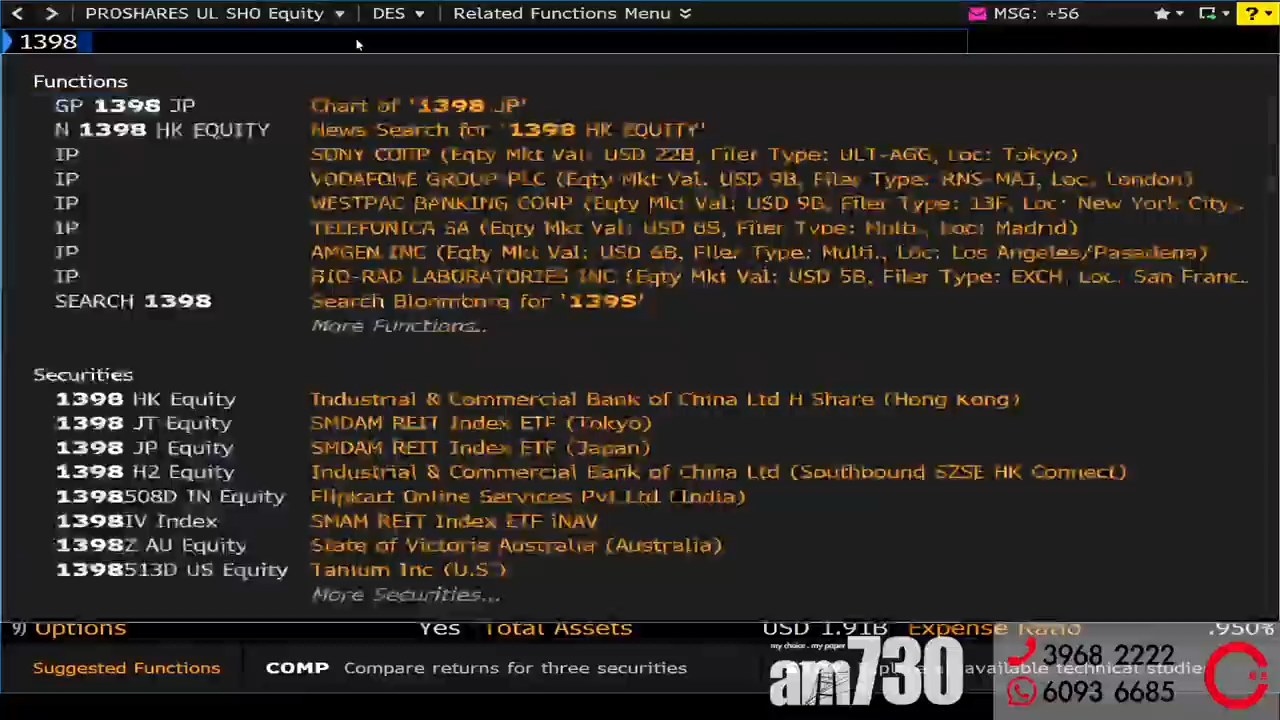 PROSHARES UL SHO Equity DES Related Functions Menu MSG: +56 ?
1398
Functions
GP 1398 JP Chart of '1398 JP'
N 1398 HK EQUITY News Search for '1398 HK EQUITY'
IP SONY CORP (Eqty Mkt Val: USD 22B, Filer Type: ULT-AGG, Loc: Tokyo)
IP VODAFONE GROUP PLC (Eqty Mkt Val: USD 9B, Filer Type: RNS-MAJ, Loc: London)
IP WESTPAC BANKING CORP (Eqty Mkt Val: USD 9B, Filer Type: 13F, Loc: New York City..
IP TELEFONICA SA (Eqty Mkt Val: USD Filer Type: Multi., Loc: Madrid)
IP AMGEN INC (Eqty Mkt Val: USD 6B, Filer Type: Multi., Loc: Los Angeles/Pasadena)
IP BIO-RAD LABORATORIES INC (Eqty Mkt Val: USD 5B, Filer Type: EXCH, Loc: San Franc..
SEARCH 1398 Search Bloomberg for '1398'
More Functions..
Securities
1398 HK Equity Industrial & Commercial Bank of China Ltd H Share (Hong Kong)
1398 JT Equity SMDAM REIT Index ETF (Tokyo)
1398 JP Equity SMDAM REIT Index ETF (Japan)
1398 H2 Equity Industrial & Commercial Bank of China Ltd (Southbound SZSE HK Connect)
1398508D IN Equity Flipkart Online Services Pvt Ltd (India)
1398IV Index SMAM REIT Index ETF iNAV
1398Z AU Equity State of Victoria Australia (Australia)
1398513D US Equity Tanium Inc (U.S.)
More Securities...
9) Options Yes Total Assets USD 1.91B Expense Ratio .950%
Suggested Functions COMP Compare returns for three securities available technical studie
my choice . my paper
am730
3968 2222
6093 6685